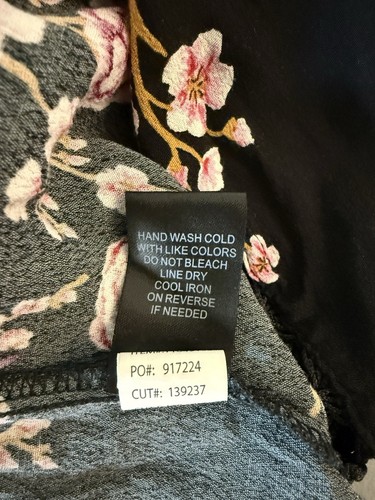 HAND WASH COLD
WITH LIKE COLORS
DO NOT BLEACH
LINE DRY
COOL IRON
ON REVERSE
IF NEEDED
PO#: 917224
CUT#: 139237